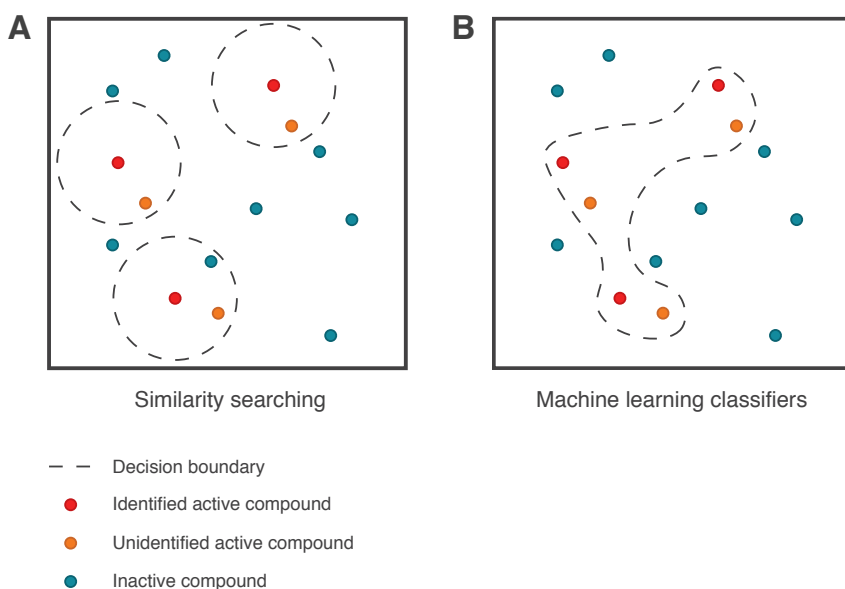 A
B
Similarity searching
Machine learning classifiers
Decision boundary
Identified active compound
Unidentified active compound
Inactive compound